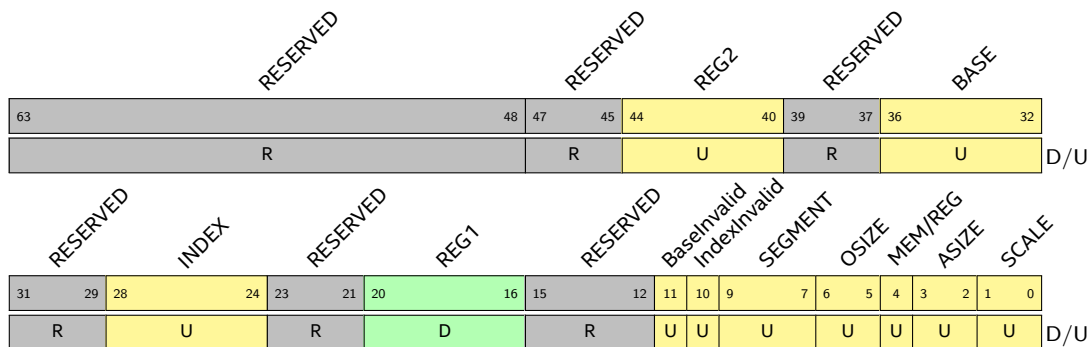 RESERVED RESERVED REG2 RESERVED BASE
63 48 47 45 44 40 39 37 36 32
R R U R U D/U
RESERVED INDEX RESERVED REG1 RESERVED BaseInvalid IndexInvalid SEGMENT OSIZE MEM/REG ASIZE SCALE
31 29 28 24 23 21 20 16 15 12 11 10 9 7 6 5 4 3 2 1 0
R U R D R U U U U U U U D/U